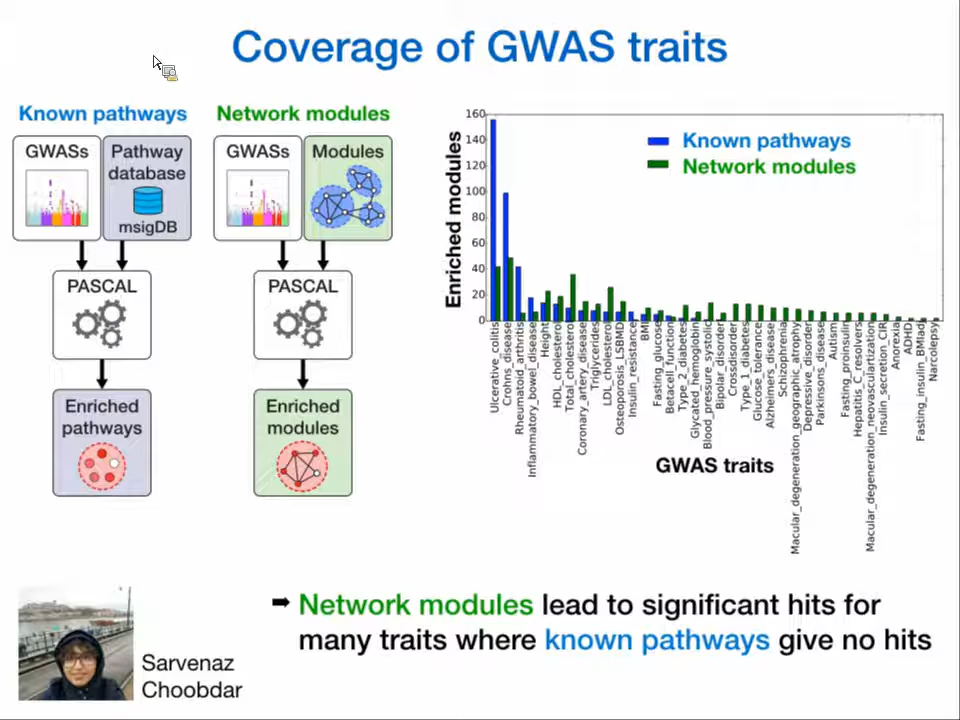 Coverage of GWAS traits
Known pathways
Network modules
GWASs
Pathway
database
msigDB
GWASs
Modules
PASCAL
PASCAL
Enriched
pathways
Enriched
modules
Enriched modules
160
140
120
100
80
60
40
20
0
Known pathways
Network modules
Ulcerative_colitis
Crohns_disease
Rheumatoid_arthritis
Inflammatory_bowel_disease
Height
HDL_cholesterol
Total_cholesterol
Coronary_artery_disease
Triglycerides
LDL_cholesterol
Osteoporosis_LSBMD
Insulin_resistance
BMI
Fasting_glucose
Betacell_function
Type_2_diabetes
Glycated_hemoglobin
Blood_pressure_systolic
Bipolar_disorder
Crossdisorder
Type_1_diabetes
Glucose_tolerance
Alzheimers_disease
Schizophrenia
Macular_degeneration_geographic_atrophy
Depressive_disorder
Parkinsons_disease
Autism
Fasting_proinsulin
Hepatitis_C_resolvers
Macular_degeneration_neovascularization
Insulin_secretion_CIR
Anorexia
ADHD
Fasting_insulin_BMIadj
Narcolepsy
GWAS traits
➡ Network modules lead to significant hits for
many traits where known pathways give no hits
Sarvenaz
Choobdar